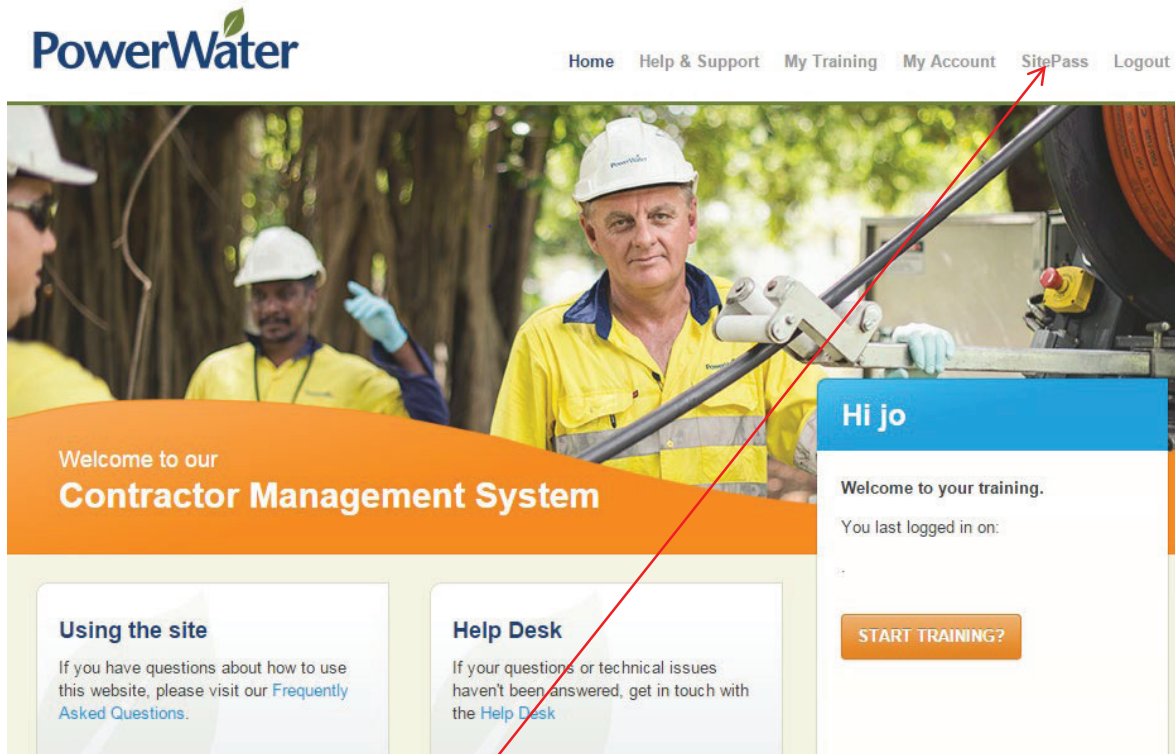 PowerWater
Home Help & Support My Training My Account SitePass Logout
PowerWater
Welcome to our
Contractor Management System
Hi jo
Welcome to your training.
You last logged in on:
.
START TRAINING?
Using the site
If you have questions about how to use
this website, please visit our Frequently
Asked Questions.
Help Desk
If your questions or technical issues
haven't been answered, get in touch with
the Help Desk